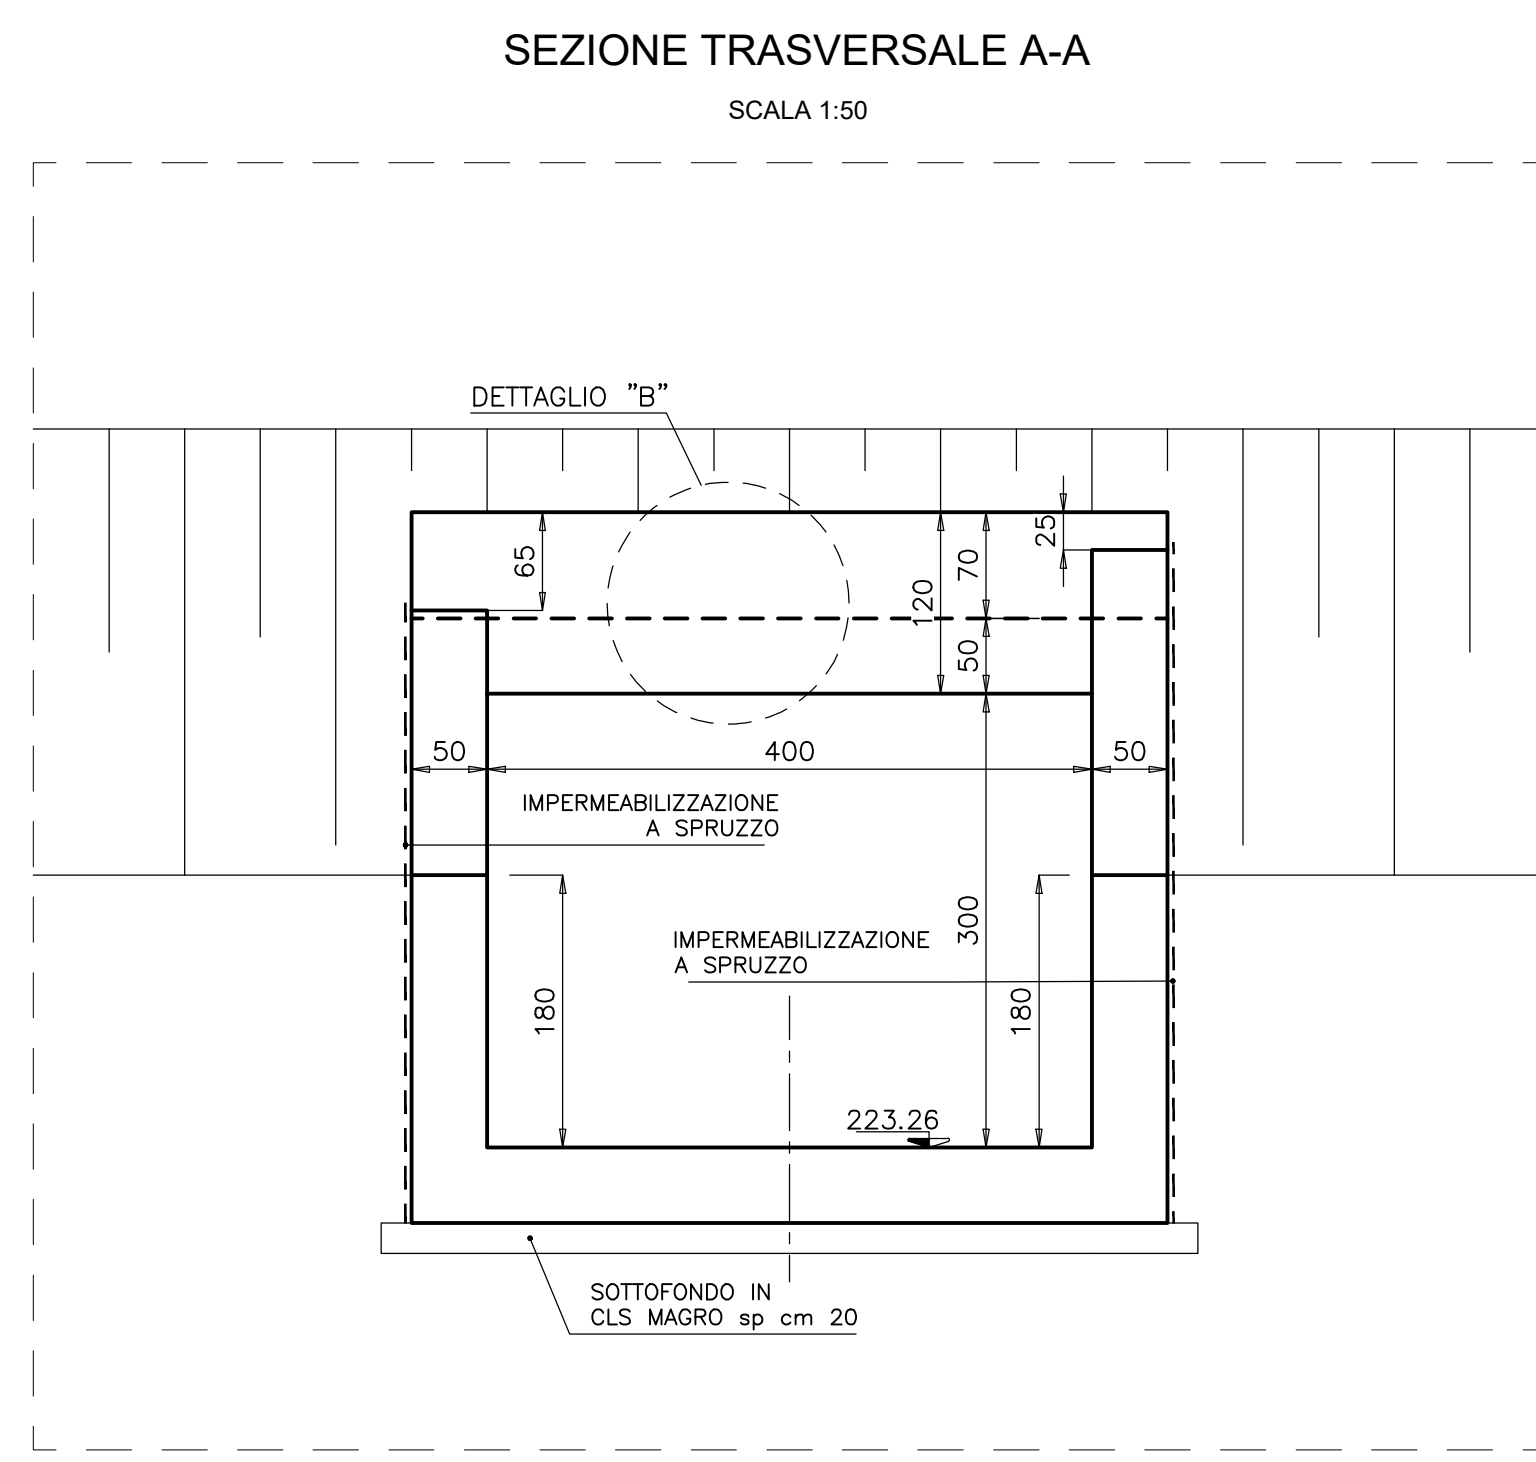 SEZIONE TRASVERSALE A-A
SCALA 1:50
DETTAGLIO "B"
25
65
70
120
50
50
400
50
IMPERMEABILIZZAZIONE
A SPRUZZO
300
IMPERMEABILIZZAZIONE
A SPRUZZO
180
180
223.26
SOTTOFONDO IN
CLS MAGRO sp cm 20